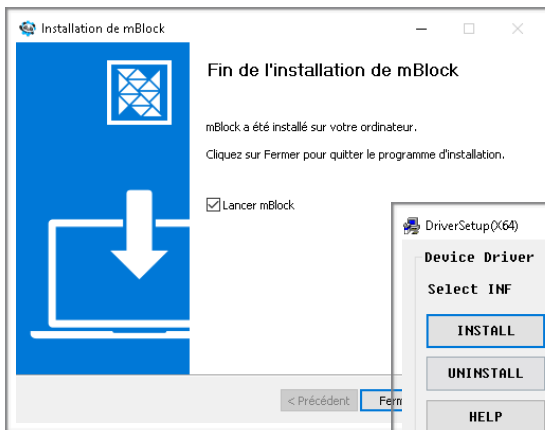 Installation de mBlock
Fin de l'installation de mBlock
mBlock a été installé sur votre ordinateur.
Cliquez sur Fermer pour quitter le programme d'installation.
Lancer mBlock
< Précédent
DriverSetup(X64)
Device Driver
Select INF
INSTALL
UNINSTALL
HELP